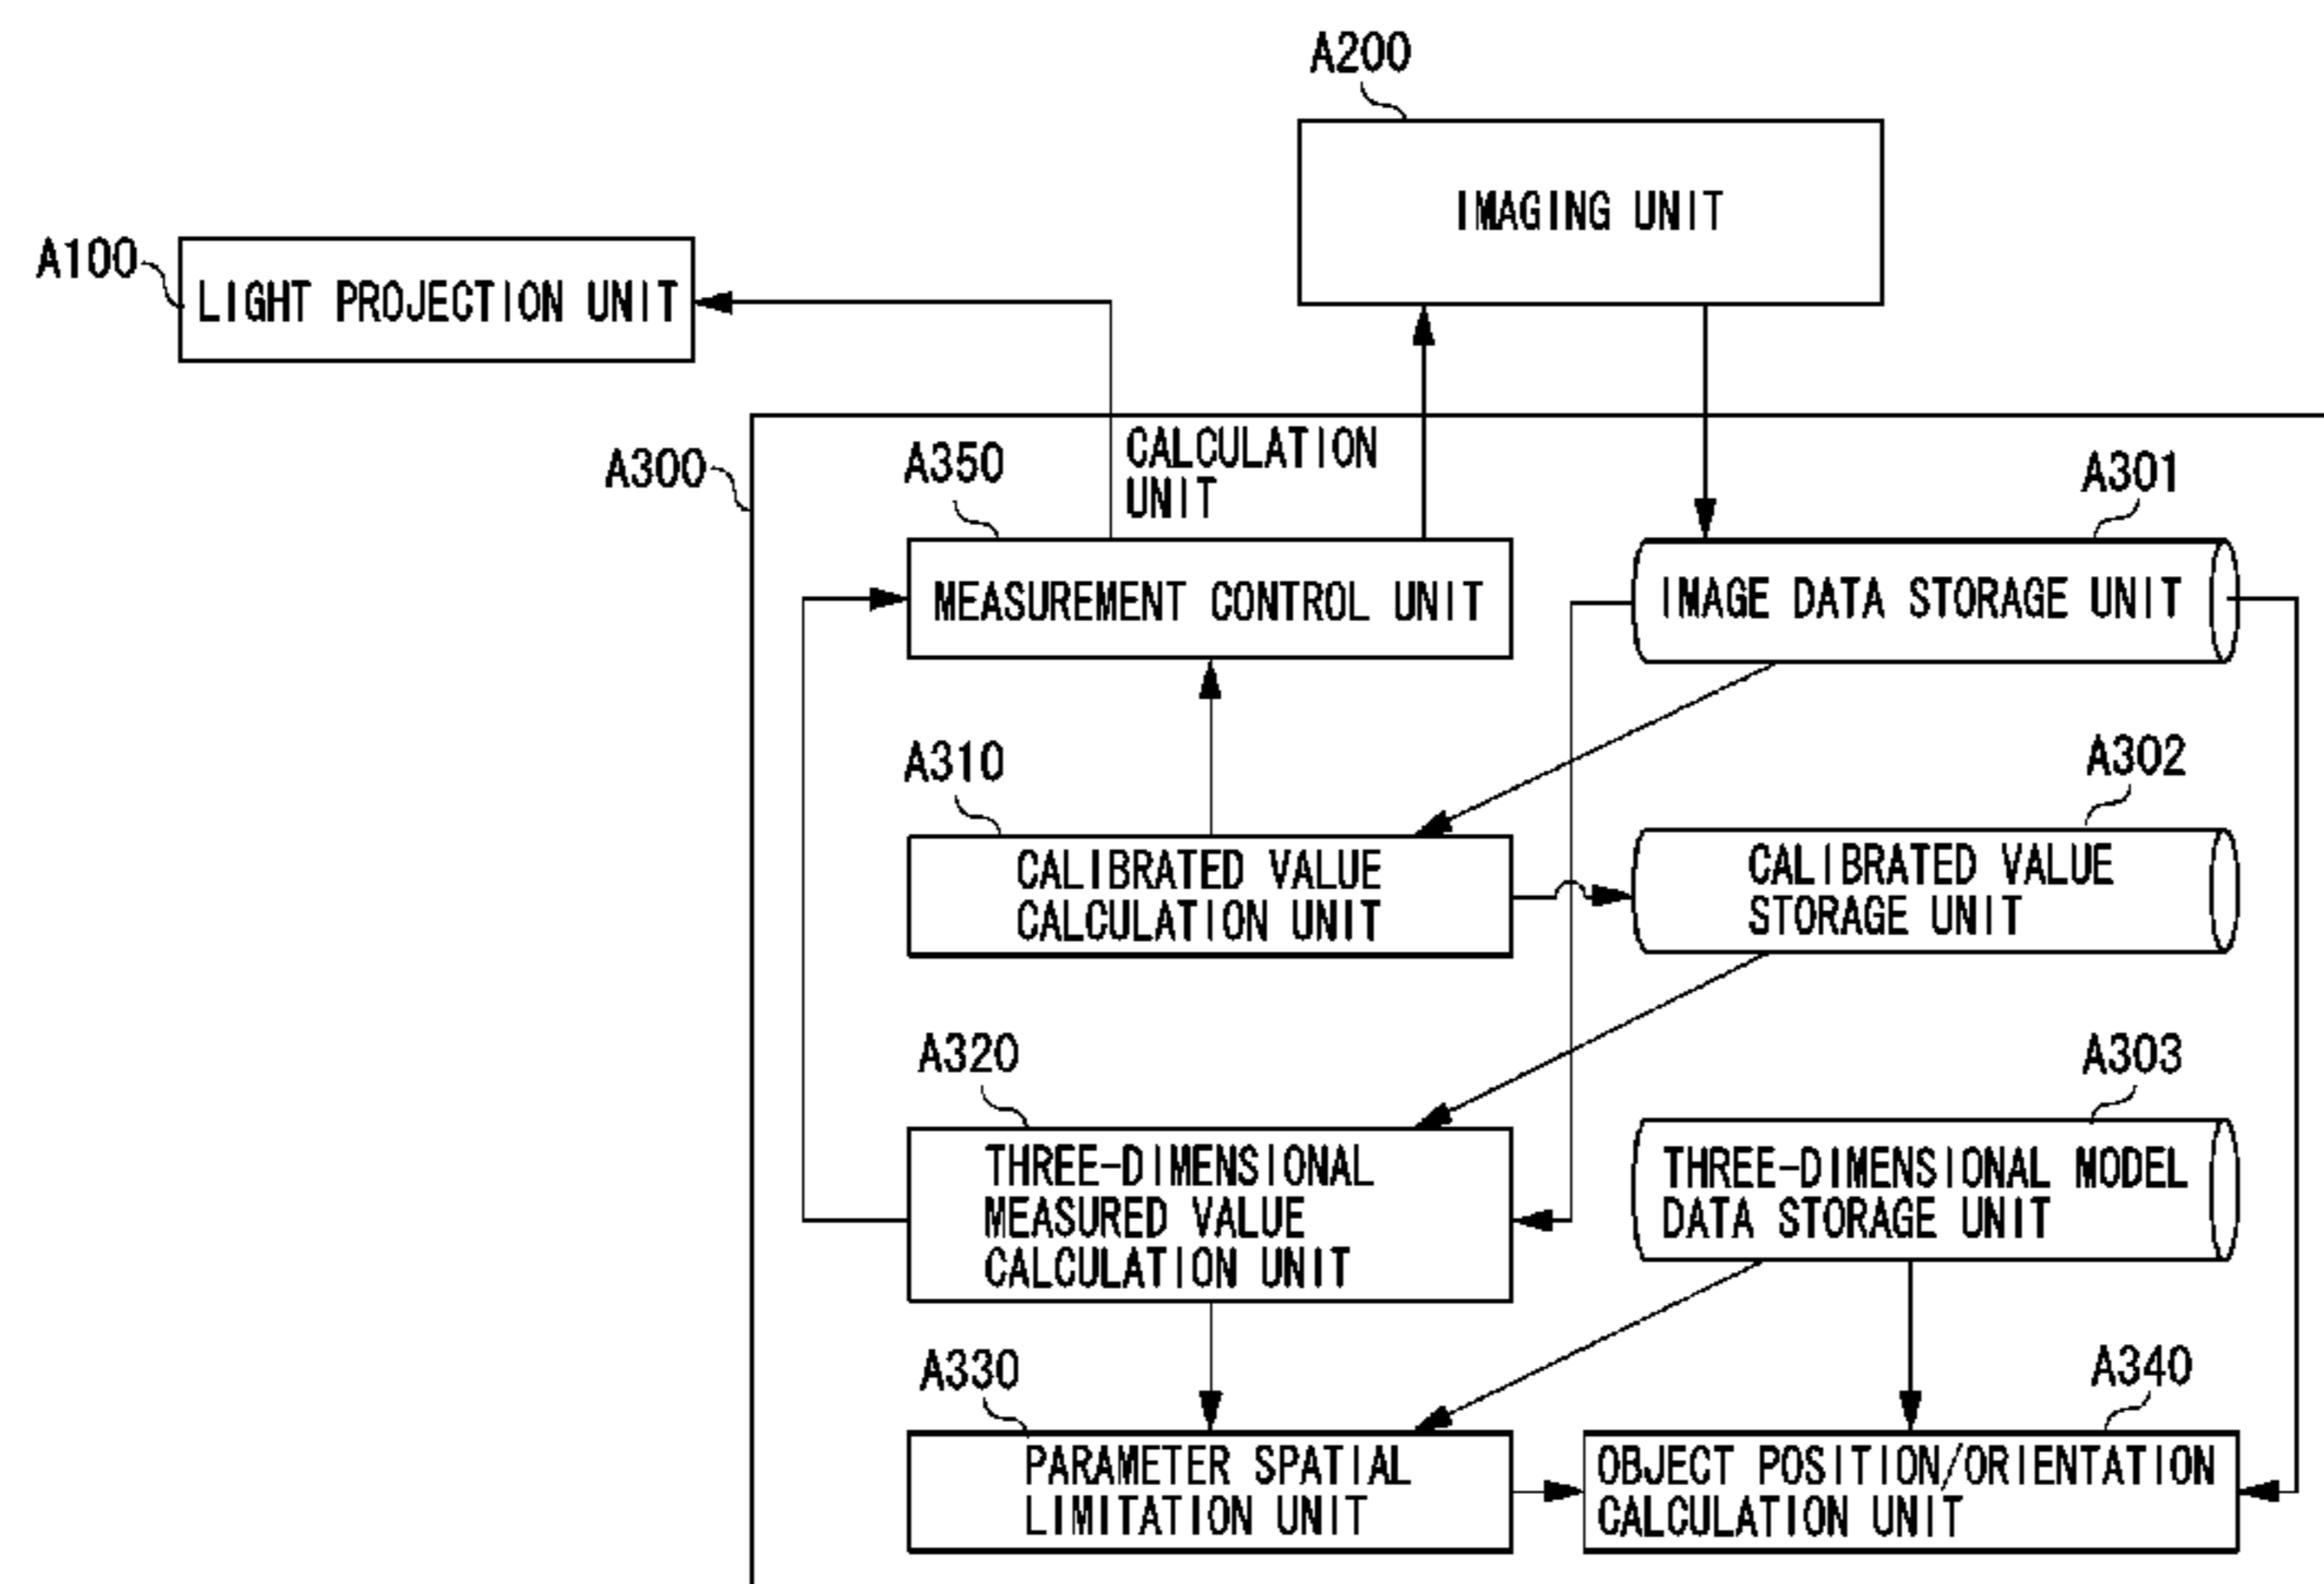 A200
IMAGING UNIT
A100
LIGHT PROJECTION UNIT
A300
CALCULATION
UNIT
A350
MEASUREMENT CONTROL UNIT
A301
IMAGE DATA STORAGE UNIT
A310
CALIBRATED VALUE
CALCULATION UNIT
A302
CALIBRATED VALUE
STORAGE UNIT
A320
THREE-DIMENSIONAL
MEASURED VALUE
CALCULATION UNIT
A303
THREE-DIMENSIONAL MODEL
DATA STORAGE UNIT
A330
PARAMETER SPATIAL
LIMITATION UNIT
A340
OBJECT POSITION/ORIENTATION
CALCULATION UNIT